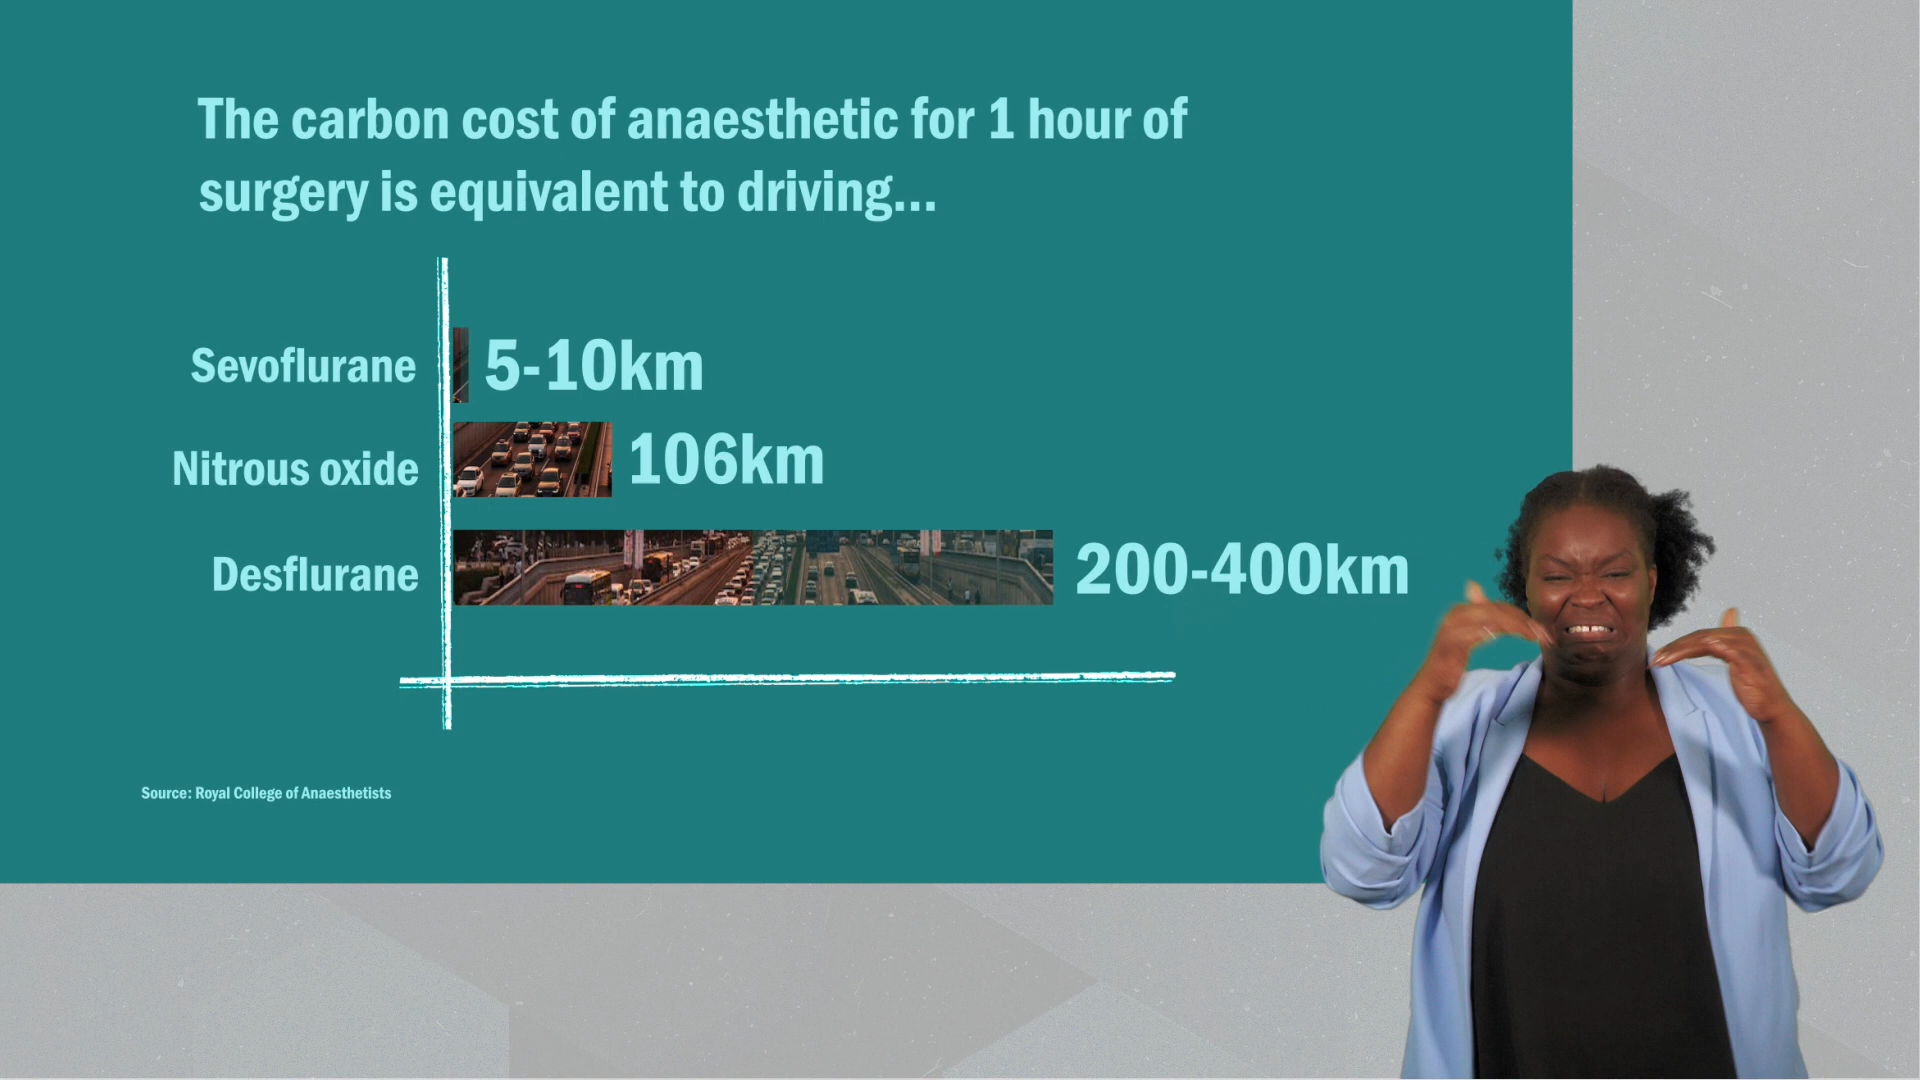 The carbon cost of anaesthetic for 1 hour of
surgery is equivalent to driving...
Sevoflurane 5-10km
Nitrous oxide 106km
Desflurane 200-400km
Source: Royal College of Anaesthetists